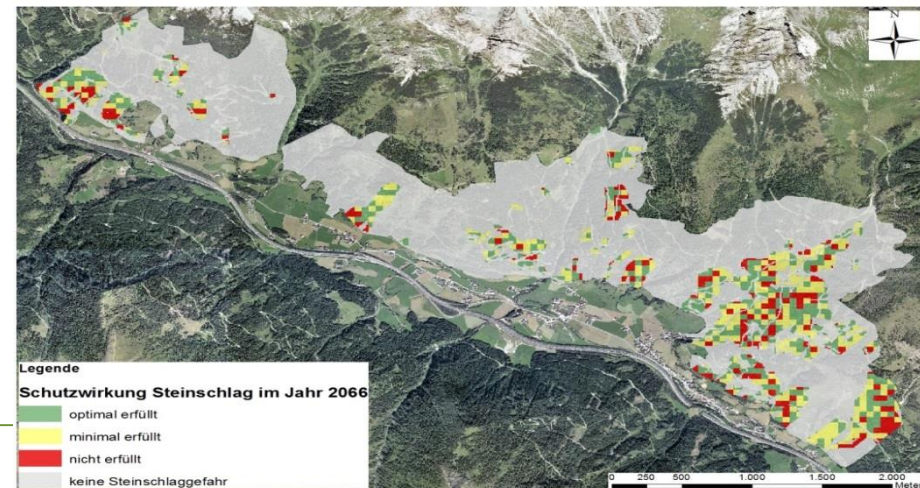 Legende
Schutzwirkung Steinschlag im Jahr 2066
optimal erfüllt
minimal erfüllt
nicht erfüllt
keine Steinschlaggefahr
0 250 500 1.000 1.500 2.000
Meter